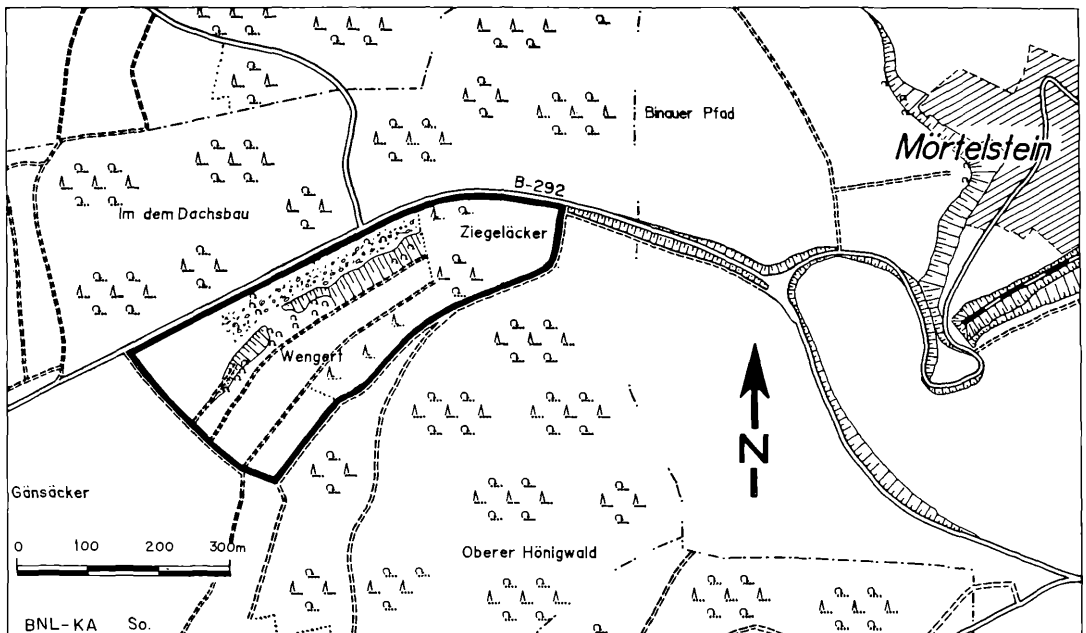 Binauer Pfad
Mörtelstein
B-292
Im dem Dachsbau
Ziegeläcker
Wengert
N
Gänsäcker
Oberer Hönigwald
0 100 200 300m
BNL-KA So.